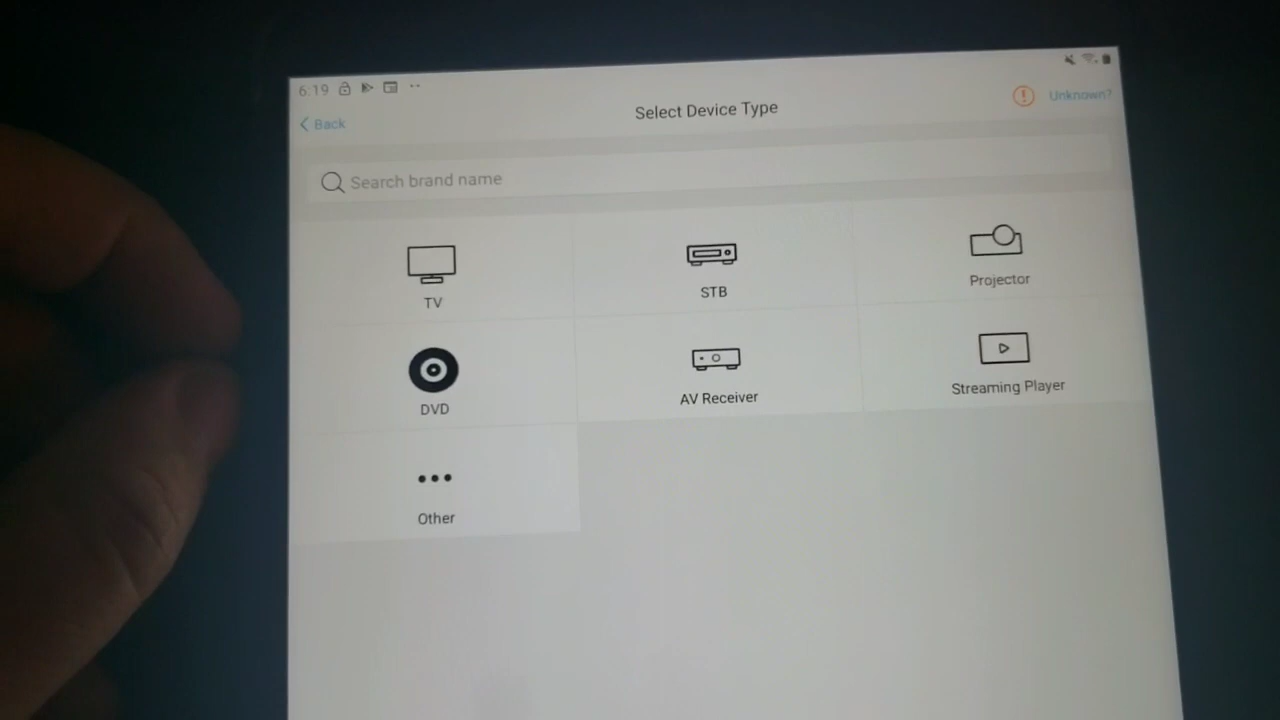 6:19
Back
Select Device Type
Unknown?
Search brand name
TV
STB
Projector
DVD
AV Receiver
Streaming Player
Other